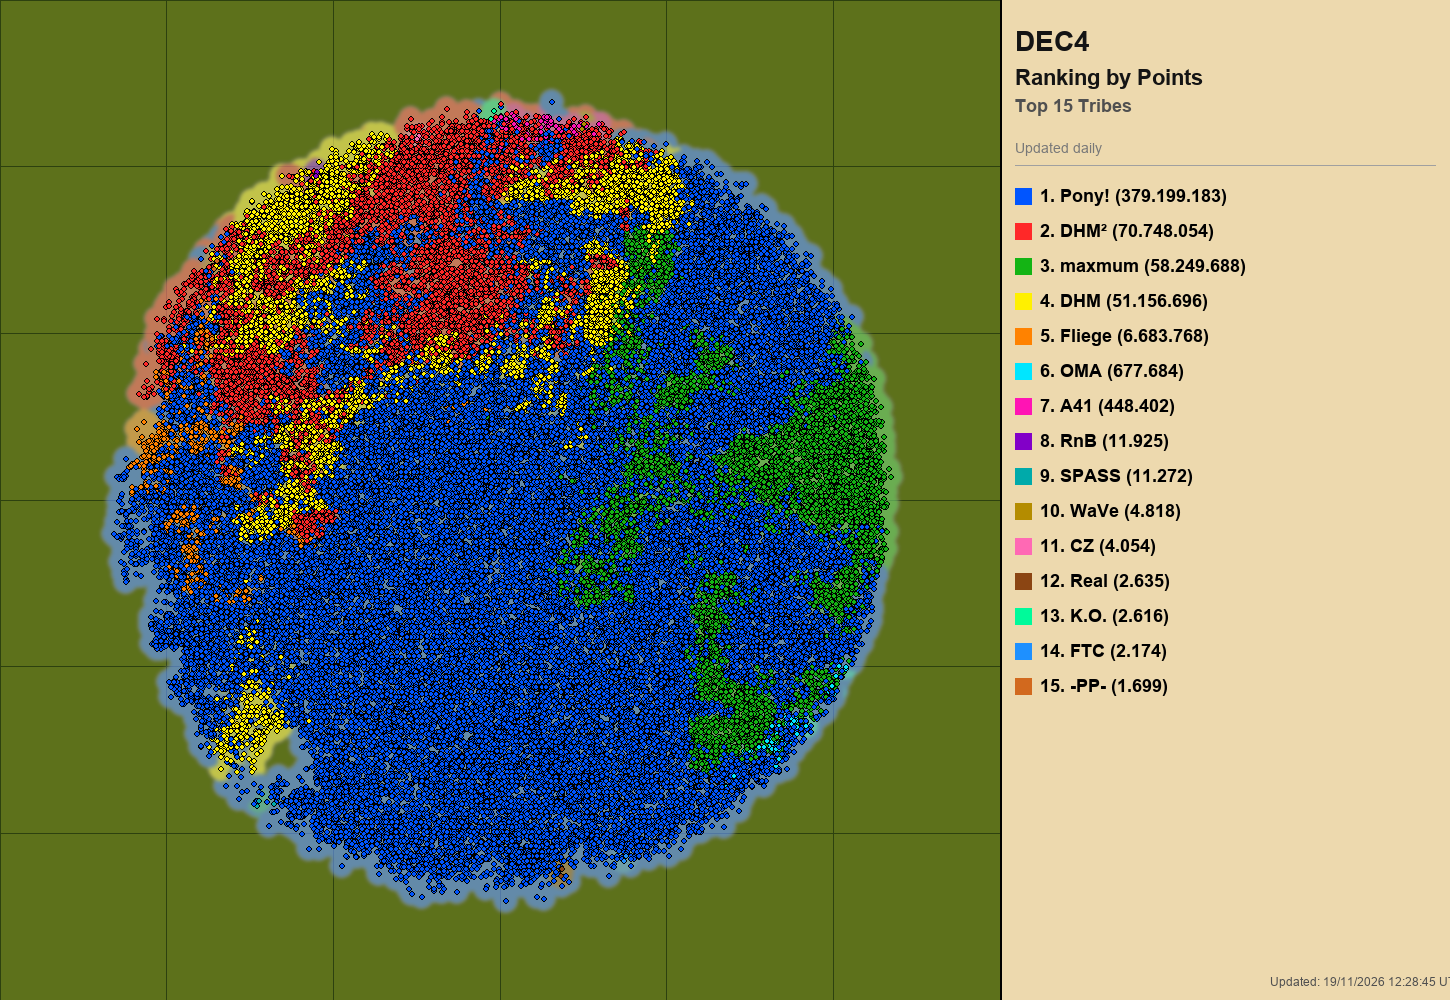 DEC4
Ranking by Points
Top 15 Tribes
Updated daily
1. Pony! (379.199.183)
2. DHM² (70.748.054)
3. maxmum (58.249.688)
4. DHM (51.156.696)
5. Fliege (6.683.768)
6. OMA (677.684)
7. A41 (448.402)
8. RnB (11.925)
9. SPASS (11.272)
10. WaVe (4.818)
11. CZ (4.054)
12. Real (2.635)
13. K.O. (2.616)
14. FTC (2.174)
15. -PP- (1.699)
Updated: 19/11/2026 12:28:45